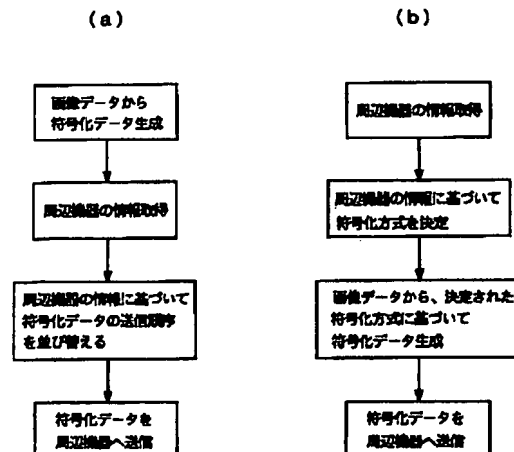 (a)
画像データから
符号化データ生成
周辺機器の情報取得
周辺機器の情報に基づいて
符号化データの送信順序
を並び替える
符号化データを
周辺機器へ送信
(b)
周辺機器の情報取得
周辺機器の情報に基づいて
符号化方式を決定
画像データから、決定された
符号化方式に基づいて
符号化データ生成
符号化データを
周辺機器へ送信